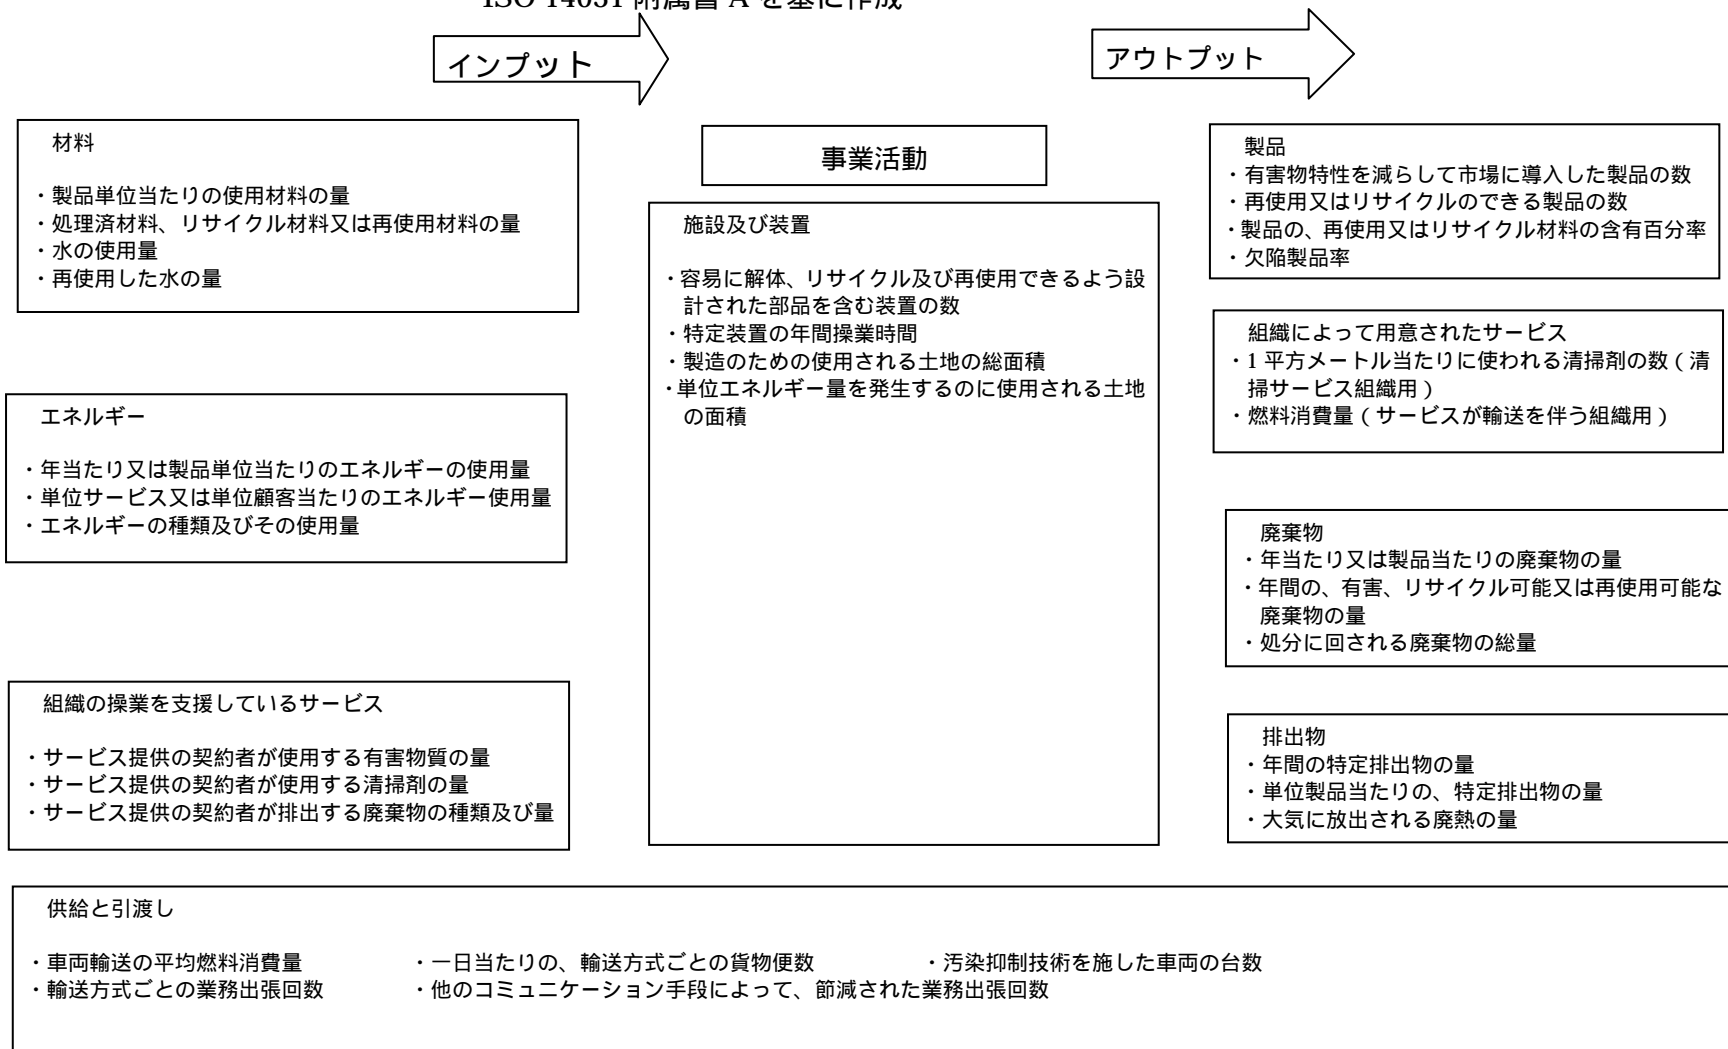 ISO 14031 附属書 A を基に作成
インプット
アウトプット
材料
・製品単位当たりの使用材料の量
・処理済材料、リサイクル材料又は再使用材料の量
・水の使用量
・再使用した水の量
エネルギー
・年当たり又は製品単位当たりのエネルギーの使用量
・単位サービス又は単位顧客当たりのエネルギー使用量
・エネルギーの種類及びその使用量
組織の操業を支援しているサービス
・サービス提供の契約者が使用する有害物質の量
・サービス提供の契約者が使用する清掃剤の量
・サービス提供の契約者が排出する廃棄物の種類及び量
事業活動
施設及び装置
・容易に解体、リサイクル及び再使用できるよう設
計された部品を含む装置の数
・特定装置の年間操業時間
・製造のための使用される土地の総面積
・単位エネルギー量を発生するのに使用される土地
の面積
製品
・有害物特性を減らして市場に導入した製品の数
・再使用又はリサイクルのできる製品の数
・製品の、再使用又はリサイクル材料の含有百分率
・欠陥製品率
組織によって用意されたサービス
・1 平方メートル当たりに使われる清掃剤の数（清
掃サービス組織用）
・燃料消費量（サービスが輸送を伴う組織用）
廃棄物
・年当たり又は製品当たりの廃棄物の量
・年間の、有害、リサイクル可能又は再使用可能な
廃棄物の量
・処分に回される廃棄物の総量
排出物
・年間の特定排出物の量
・単位製品当たりの、特定排出物の量
・大気に放出される廃熱の量
供給と引渡し
・車両輸送の平均燃料消費量 ・一日当たりの、輸送方式ごとの貨物便数 ・汚染抑制技術を施した車両の台数
・輸送方式ごとの業務出張回数 ・他のコミュニケーション手段によって、節減された業務出張回数